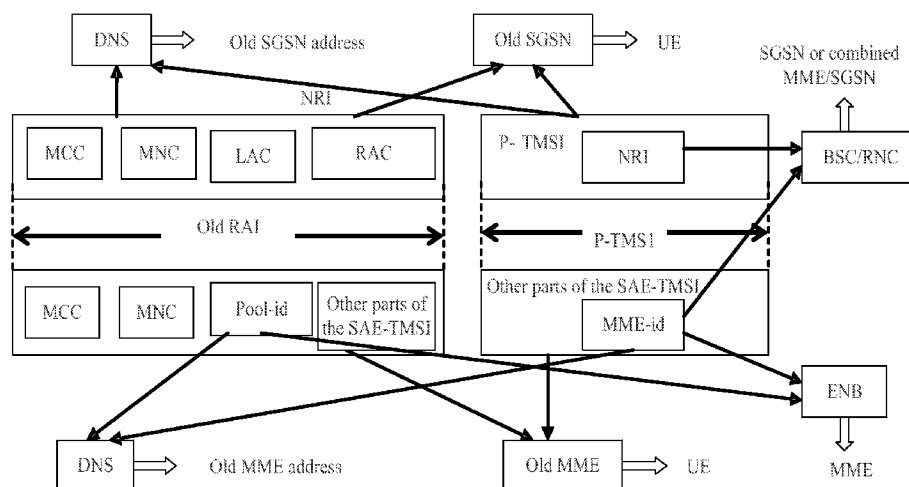 DNS
Old SGSN address
Old SGSN
UE
SGSN or combined
MME/SGSN
NRI
MCC
MNC
LAC
RAC
P- TMSI
NRI
BSC/RNC
Old RAI
P-TMS1
MCC
MNC
Pool-id
Other parts of
the SAE-TMSI
Other parts of the SAE-TMSI
MME-id
ENB
DNS
Old MME address
Old MME
UE
MME